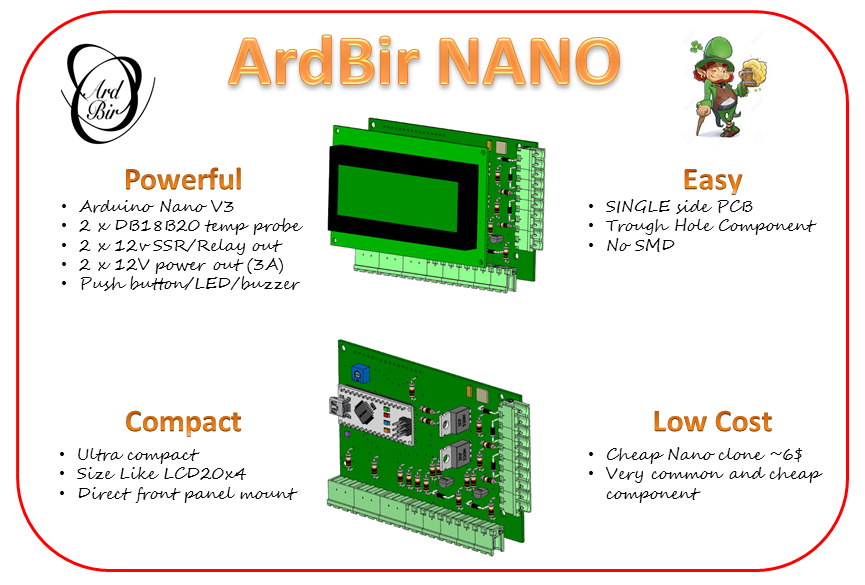 ArdBir NANO
Ard
Bir
Powerful
• Arduino Nano V3
• 2 x DB18B20 temp probe
• 2 x 12v SSR/Relay out
• 2 x 12V power out (3A)
• Push button/LED/buzzer
Easy
• SINGLE side PCB
• Trough Hole Component
• No SMD
Compact
• Ultra compact
• Size Like LCD20x4
• Direct front panel mount
Low Cost
• Cheap Nano clone ~6$
• Very common and cheap
component